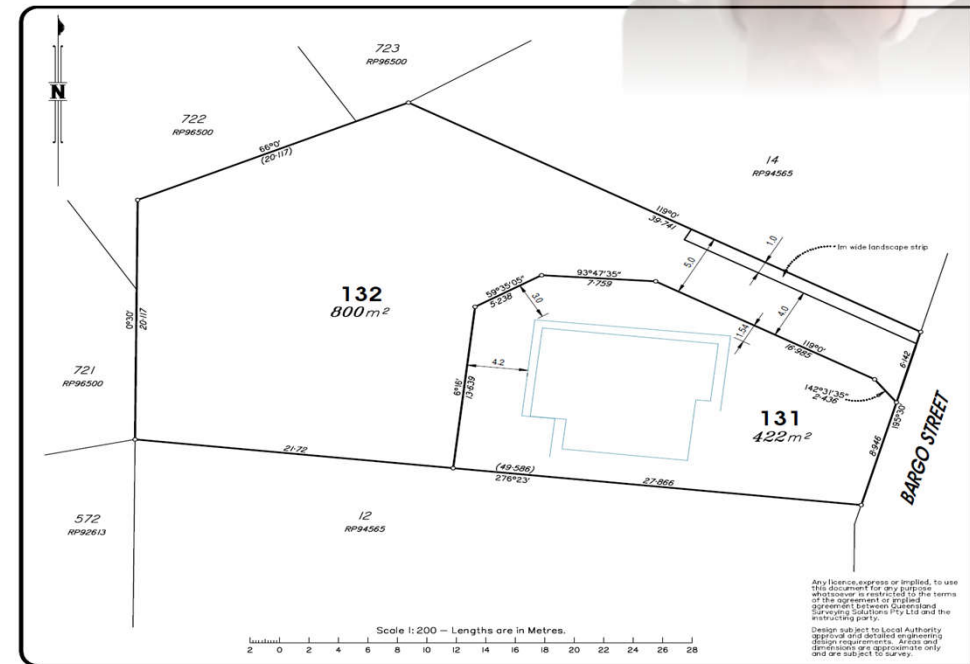 N
723
RP96500
722
RP96500
66°0'
(20·117)
14
RP94565
119°0'
39·741
1.0
1m wide landscape strip
5.0
4.0
93°47'35"
7·759
59°35'05"
5·238
3.0
1.54
132
800m²
0°30'
20·117
119°0'
16·985
6·142
142°31'35"
2·436
195°30'
721
RP96500
4.2
6°16'
13·639
131
422m²
8·946
BARGO STREET
21·72
(49·586)
276°23'
27·866
572
RP92613
12
RP94565
Any licence,express or implied, to use
this document for any purpose
whatsoever is restricted to the terms
of the agreement or implied
agreement between Queensland
Surveying Solutions Pty Ltd and the
instructing party.
Design subject to Local Authority
approval and detailed engineering
design requirements. Areas and
dimensions are approximate only
and are subject to survey.
Scale 1:200 — Lengths are in Metres.
2 0 2 4 6 8 10 12 14 16 18 20 22 24 26 28